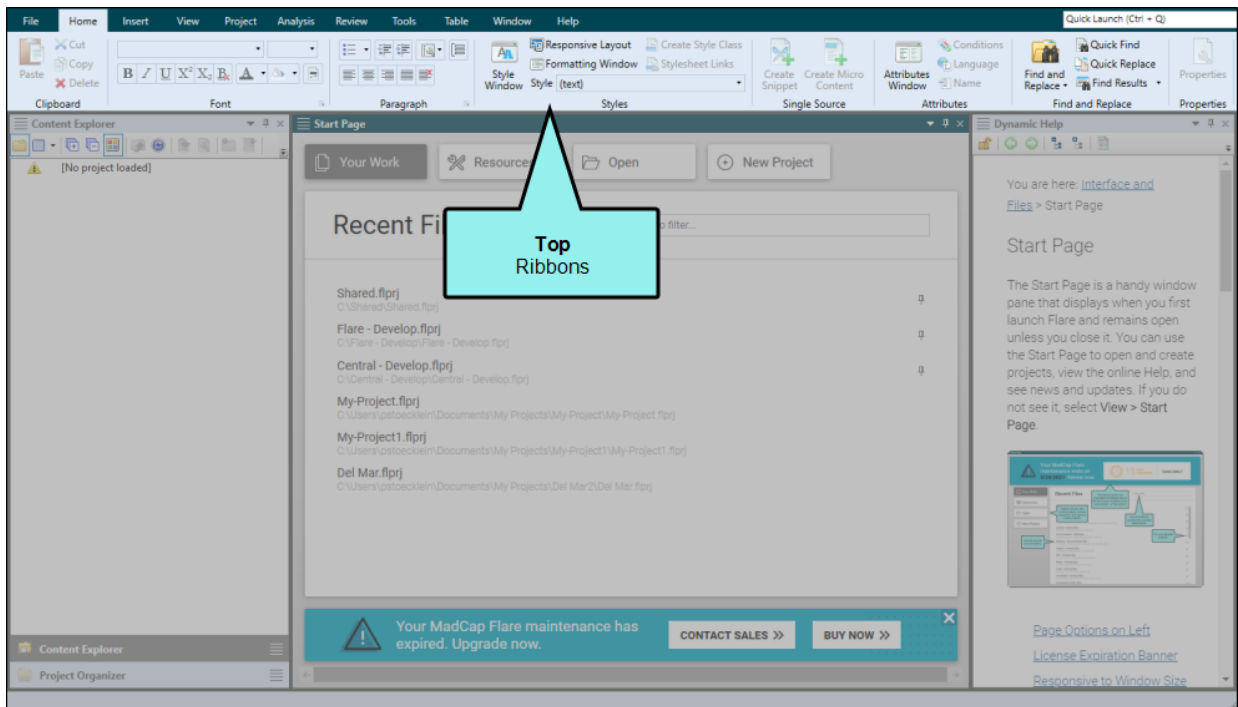 File Home Insert View Project Analysis Review Tools Table Window Help Quick Launch (Ctrl + Q)
Paste
Cut
Copy
Delete
Clipboard
B I U X² X₂ B A
Font
Paragraph
Style Window
Responsive Layout
Formatting Window
Style (text)
Create Style Class
Stylesheet Links
Styles
Create Snippet
Create Micro Content
Single Source
Attributes Window
Conditions
Language
Name
Attributes
Find and Replace
Quick Find
Quick Replace
Find Results
Find and Replace
Properties
Properties
Content Explorer
[No project loaded]
Content Explorer
Project Organizer
Start Page
Your Work
Resource
Open
New Project
Recent Fi
filter...
Top
Ribbons
Shared.flprj
C:\Shared\Shared.flprj
Flare - Develop.flprj
C:\Flare - Develop\Flare - Develop.flprj
Central - Develop.flprj
C:\Central - Develop\Central - Develop.flprj
My-Project.flprj
C:\Users\pstoecklein\Documents\My Projects\My-Project\My-Project.flprj
My-Project1.flprj
C:\Users\pstoecklein\Documents\My Projects\My-Project1\My-Project1.flprj
Del Mar.flprj
C:\Users\pstoecklein\Documents\My Projects\Del Mar2\Del Mar.flprj
Your MadCap Flare maintenance has
expired. Upgrade now.
CONTACT SALES >>
BUY NOW >>
Dynamic Help
You are here: Interface and
Files > Start Page
Start Page
The Start Page is a handy window
pane that displays when you first
launch Flare and remains open
unless you close it. You can use
the Start Page to open and create
projects, view the online Help, and
see news and updates. If you do
not see it, select View > Start
Page.
Recent Files
Page Options on Left
License Expiration Banner
Responsive to Window Size